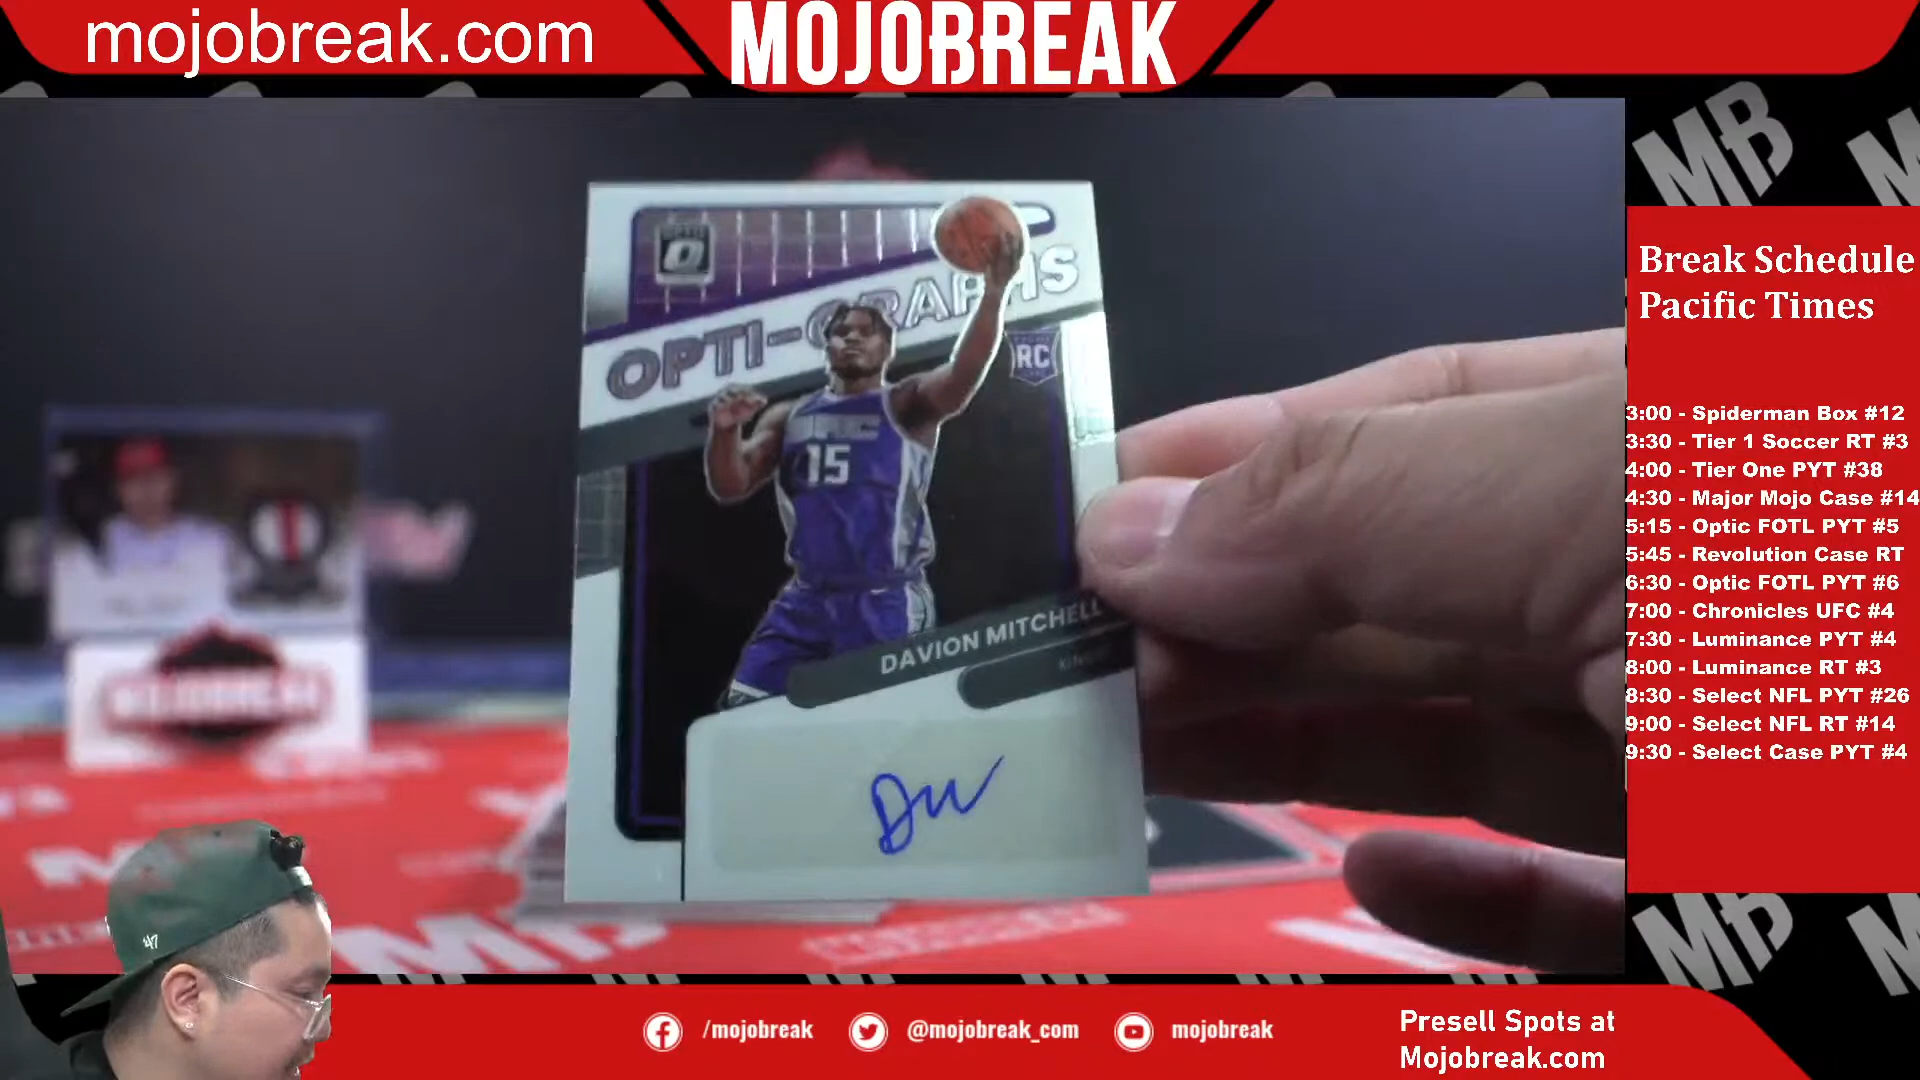 mojobreak.com
MOJOBREAK
OPTIC
OPTI-GRAPHS
RC
15
DAVION MITCHELL
47
Break Schedule
Pacific Times
3:00 - Spiderman Box #12
3:30 - Tier 1 Soccer RT #3
4:00 - Tier One PYT #38
4:30 - Major Mojo Case #14
5:15 - Optic FOTL PYT #5
5:45 - Revolution Case RT
6:30 - Optic FOTL PYT #6
7:00 - Chronicles UFC #4
7:30 - Luminance PYT #4
8:00 - Luminance RT #3
8:30 - Select NFL PYT #26
9:00 - Select NFL RT #14
9:30 - Select Case PYT #4
MB
MOJOBREAK
/mojobreak
@mojobreak_com
mojobreak
Presell Spots at
Mojobreak.com